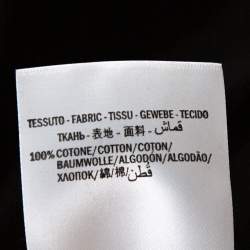 TESSUTO - FABRIC - TISSU - GEWEBE - TECIDO
ТКАНЬ - 表地 - 面料 - قماش
100% COTONE/COTTON/COTON/
BAUMWOLLE/ALGODÓN/ALGODÃO/
ХЛОПОК/綿/棉/قطن